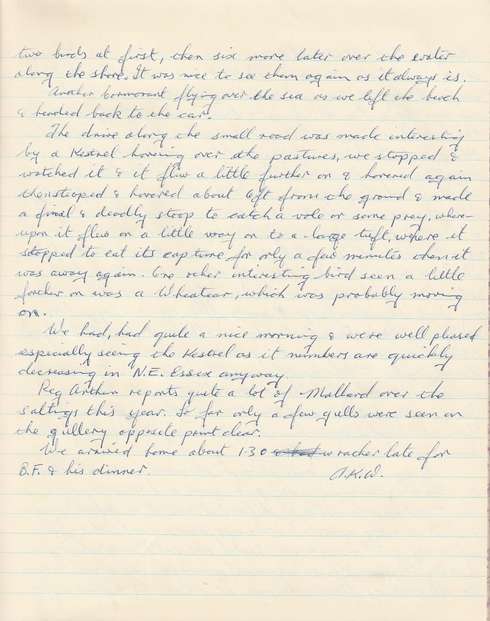 two birds at first, then six more later over the water
along the shore. It was nice to see them again as it always is.
Another Cormorant flying over the sea as we left the beach
& headed back to the car.
The drive along the small road was made interesting
by a Kestrel hovering over the pastures, we stopped &
watched it & it flew a little further on & hovered again
then stooped & hovered about 6ft from the ground & made
a final & deadly stoop to catch a vole or some prey, where-
upon it flew on a little way on to a large tuft, where it
stopped to eat its capture for only a few minutes then it
was away again. One other interesting bird seen a little
further on was a Wheatear, which was probably moving
on.
We had, had quite a nice morning & were well pleased
especially seeing the Kestrel as it numbers are quickly
decreasing in N.E. Essex anyway.
Reg Arthur reports quite a lot of Mallard over the
saltings this year. So far only a few gulls were seen on
the gullery opposite point clear.
We arrived home about 1-30 rather late for
B.F. & his dinner. A.K.W.